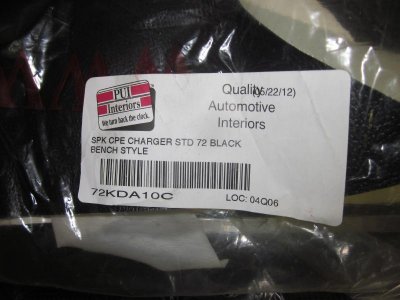 PUI
Interiors
We turn back the clock.
Quality (05/22/12)
Automotive
Interiors
SPK CPE CHARGER STD 72 BLACK
BENCH STYLE
72KDA10C
LOC: 04Q06